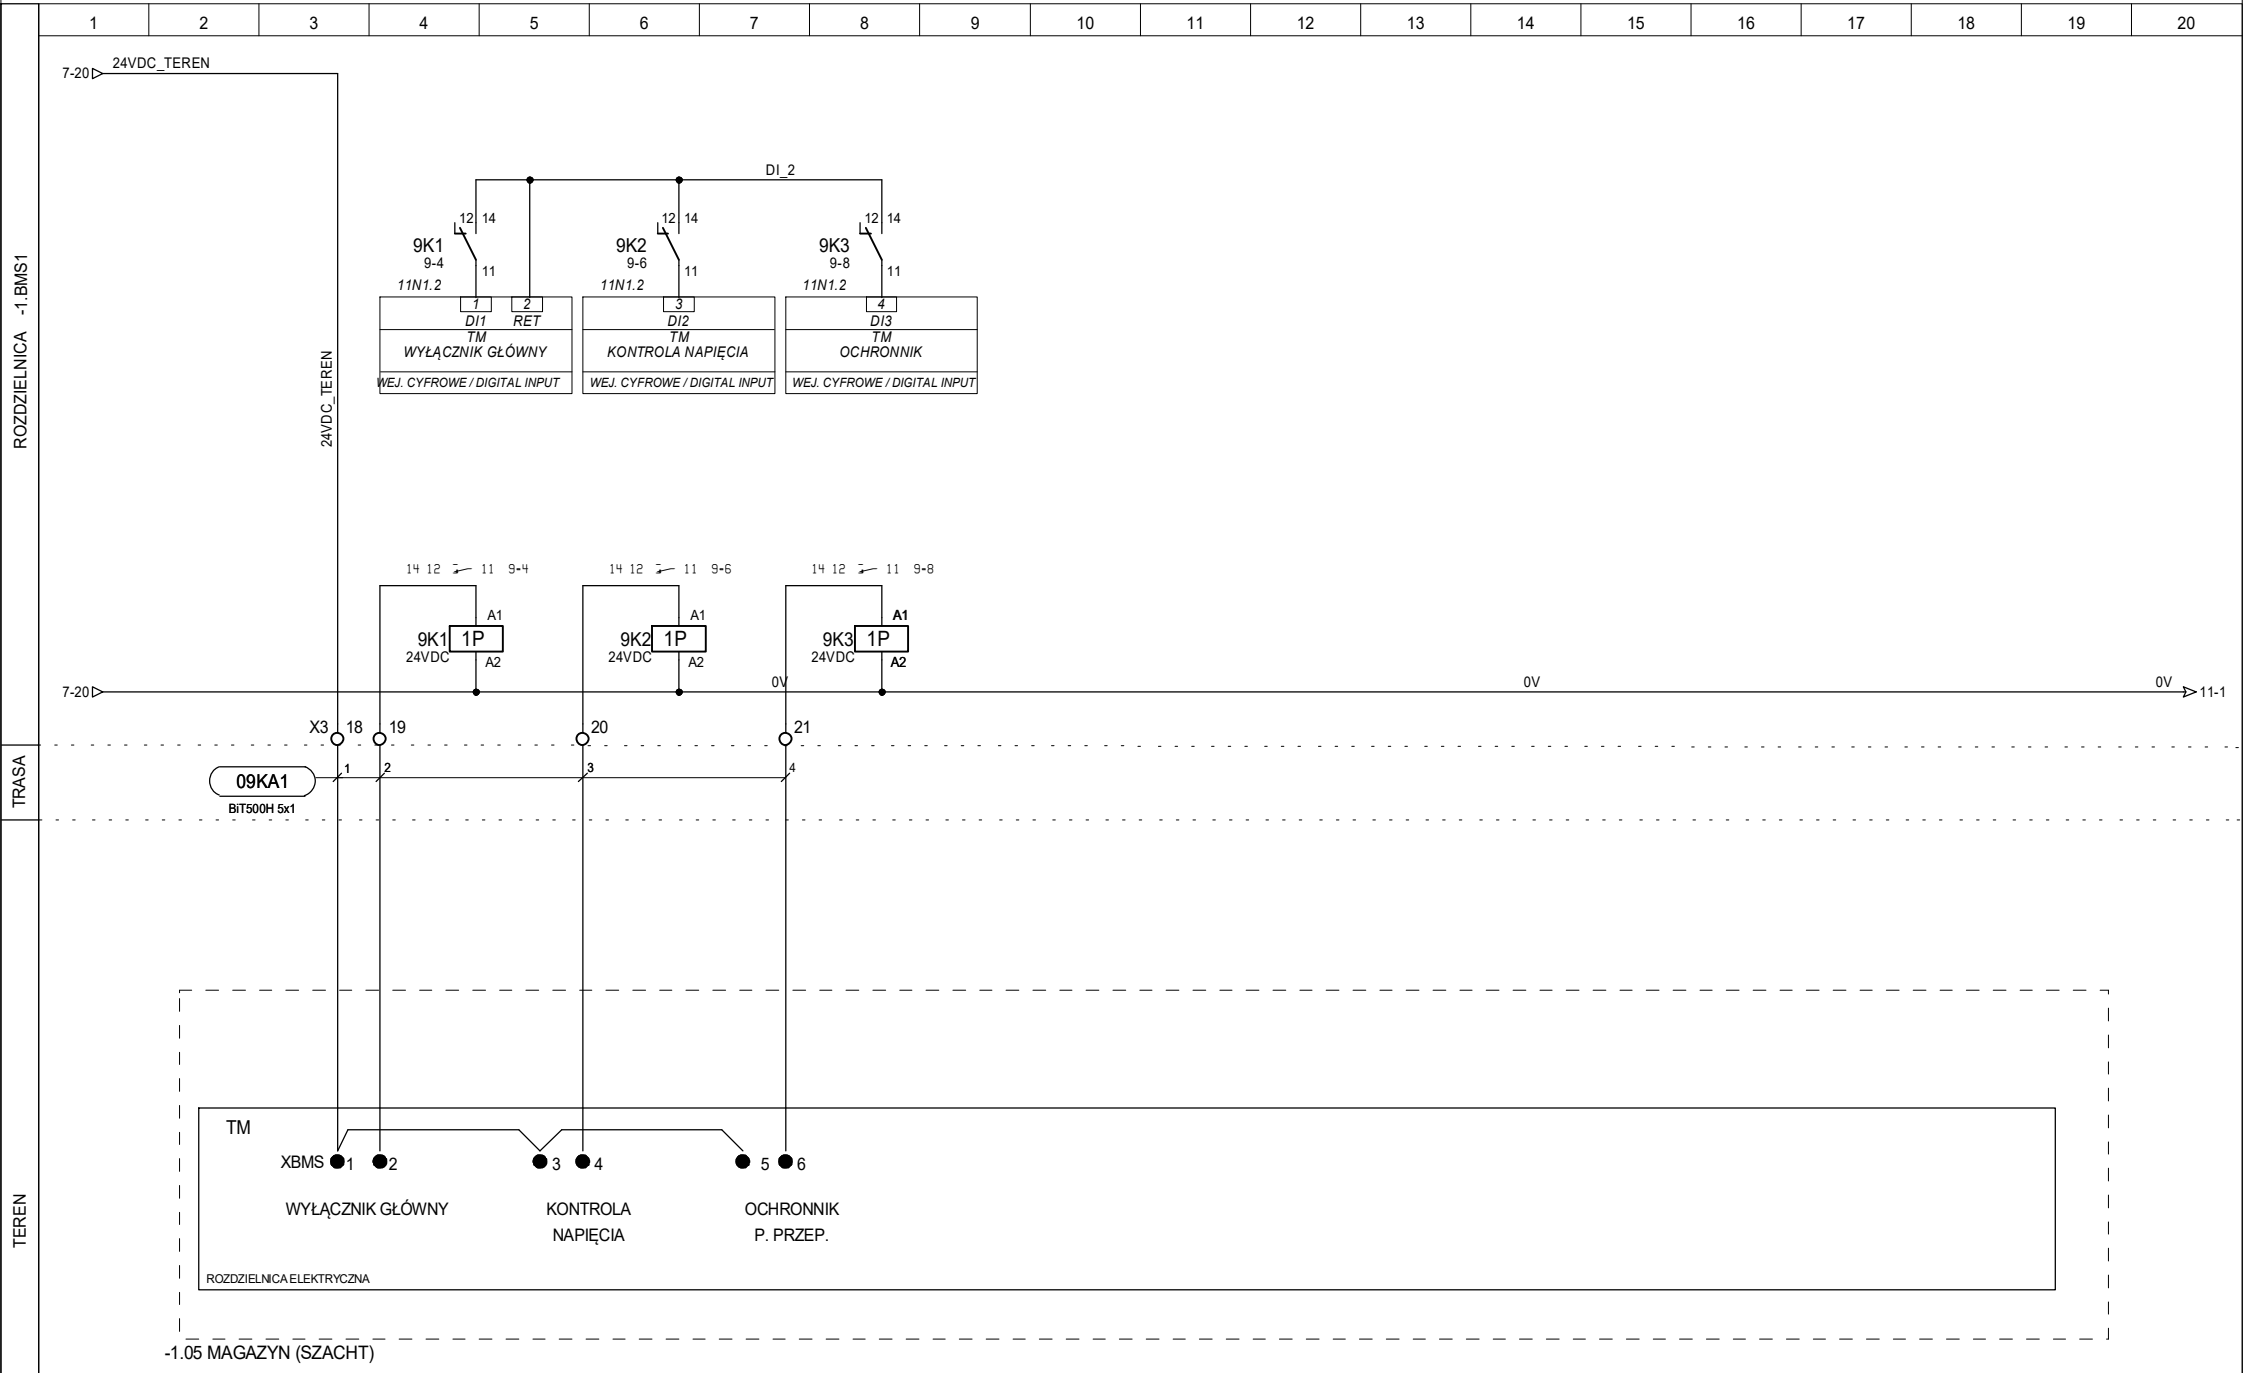 1 2 3 4 5 6 7 8 9 10 11 12 13 14 15 16 17 18 19 20
7-20 24VDC_TEREN
DI_2
12 14 12 14 12 14
9K1 9K2 9K3
9-4 9-6 9-8
11 11 11
11N1.2 11N1.2 11N1.2
1 2 3 4
DI1 RET DI2 DI3
TM TM TM
WYŁĄCZNIK GŁÓWNY KONTROLA NAPIĘCIA OCHRONNIK
WEJ. CYFROWE / DIGITAL INPUT WEJ. CYFROWE / DIGITAL INPUT WEJ. CYFROWE / DIGITAL INPUT
ROZDZIELNICA -1.BMS1
24VDC_TEREN
14 12 11 9-4 14 12 11 9-6 14 12 11 9-8
A1 A1 A1
9K1 1P 9K2 1P 9K3 1P
24VDC A2 24VDC A2 24VDC A2
7-20 0V 0V 0V 11-1
X3 18 19 20 21
TRASA
1 2 3 4
09KA1
BiT500H 5x1
TEREN
TM
XBMS 1 2 3 4 5 6
WYŁĄCZNIK GŁÓWNY KONTROLA OCHRONNIK
NAPIĘCIA P. PRZEP.
ROZDZIELNICA ELEKTRYCZNA
-1.05 MAGAZYN (SZACHT)